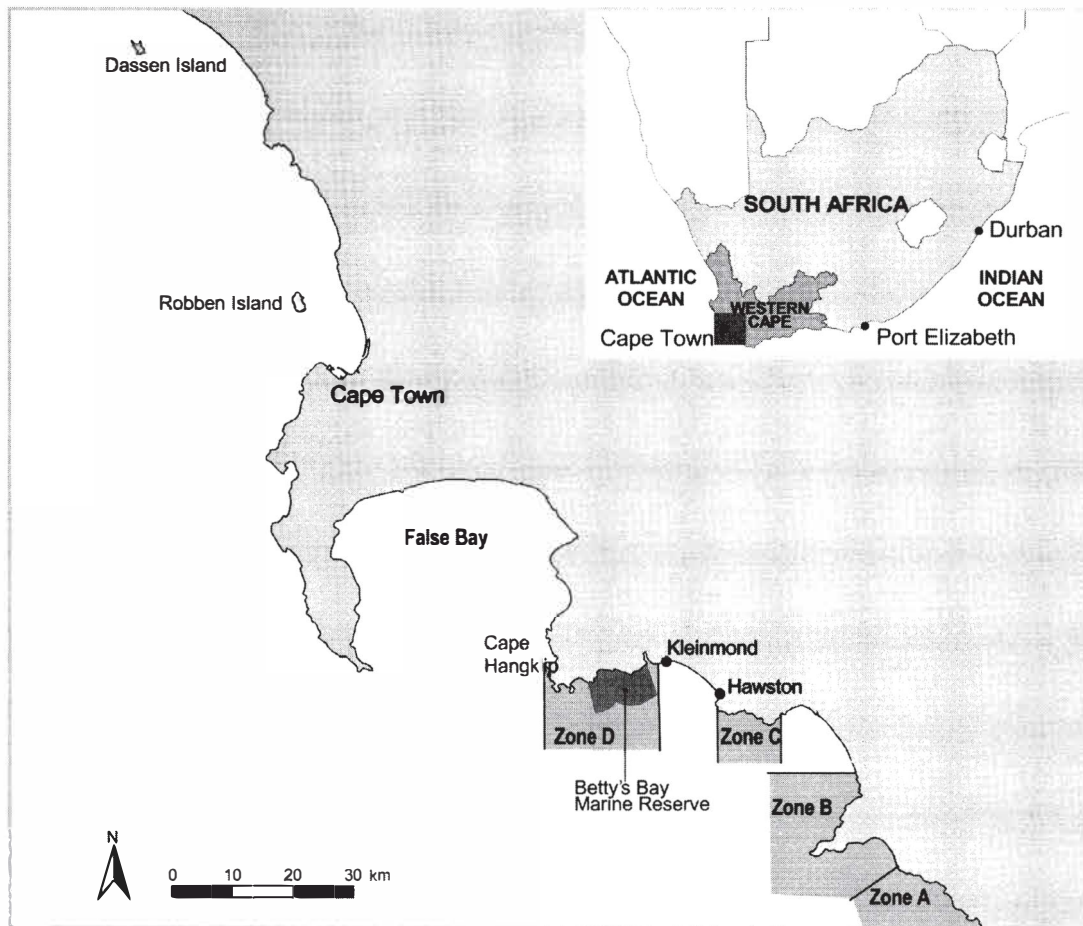 Dassen Island
Robben Island
Cape Town
False Bay
Cape
Hangklip
Kleinmond
Hawston
Zone D
Zone C
Betty's Bay
Marine Reserve
Zone B
Zone A
N
0 10 20 30 km
SOUTH AFRICA
Durban
ATLANTIC
OCEAN
INDIAN
OCEAN
WESTERN
CAPE
Cape Town
Port Elizabeth